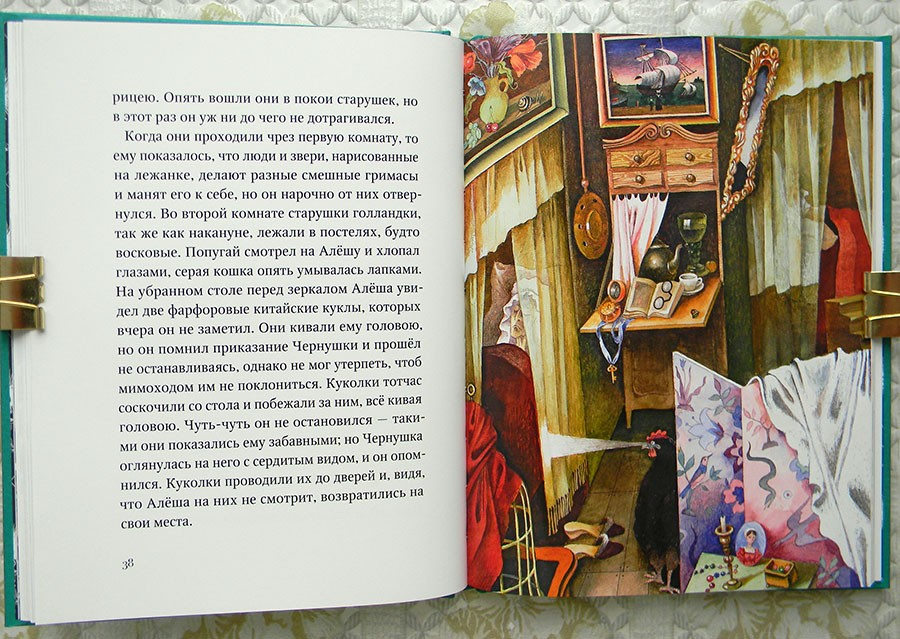 рицею. Опять вошли они в покои старушек, но
в этот раз он уж ни до чего не дотрагивался.
Когда они проходили чрез первую комнату, то
ему показалось, что люди и звери, нарисованные
на лежанке, делают разные смешные гримасы
и манят его к себе, но он нарочно от них отвер-
нулся. Во второй комнате старушки голландки,
так же как накануне, лежали в постелях, будто
восковые. Попугай смотрел на Алёшу и хлопал
глазами, серая кошка опять умывалась лапками.
На убранном столе перед зеркалом Алёша уви-
дел две фарфоровые китайские куклы, которых
вчера он не заметил. Они кивали ему головою,
но он помнил приказание Чернушки и прошёл
не останавливаясь, однако не мог утерпеть, чтоб
мимоходом им не поклониться. Куколки тотчас
соскочили со стола и побежали за ним, всё кивая
головою. Чуть-чуть он не остановился — таки-
ми они показались ему забавными; но Чернушка
оглянулась на него с сердитым видом, и он опом-
нился. Куколки проводили их до дверей и, видя,
что Алёша на них не смотрит, возвратились на
свои места.
38